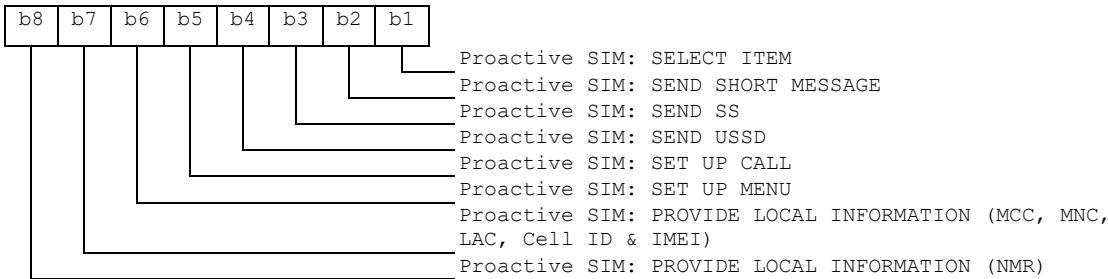 b8 b7 b6 b5 b4 b3 b2 b1
Proactive SIM: SELECT ITEM
Proactive SIM: SEND SHORT MESSAGE
Proactive SIM: SEND SS
Proactive SIM: SEND USSD
Proactive SIM: SET UP CALL
Proactive SIM: SET UP MENU
Proactive SIM: PROVIDE LOCAL INFORMATION (MCC, MNC,
LAC, Cell ID & IMEI)
Proactive SIM: PROVIDE LOCAL INFORMATION (NMR)